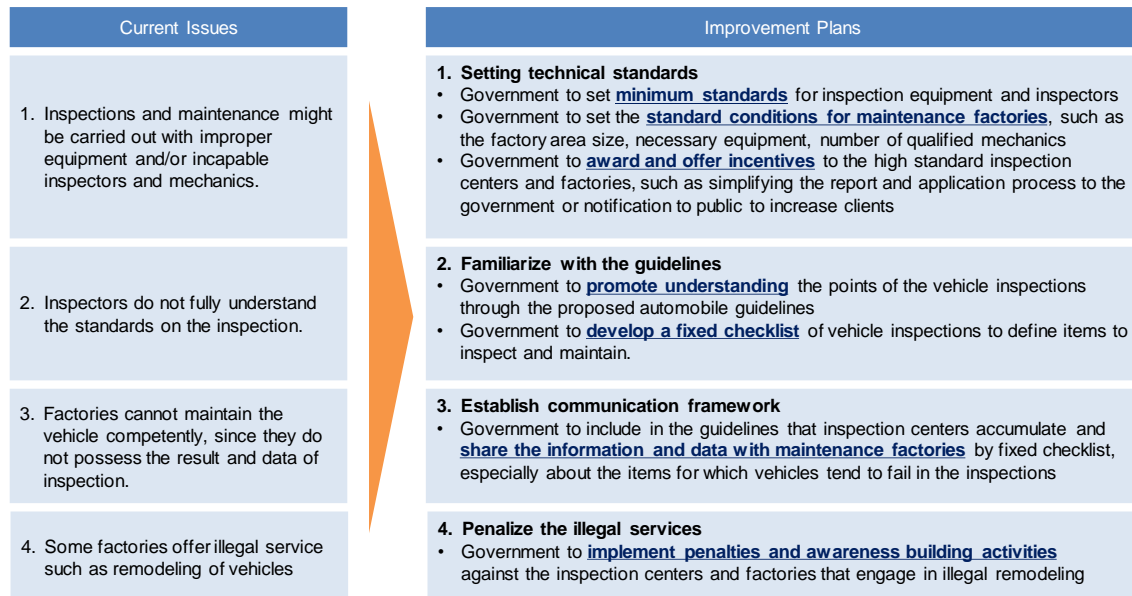 Current Issues
1. Inspections and maintenance might
be carried out with improper
equipment and/or incapable
inspectors and mechanics.
2. Inspectors do not fully understand
the standards on the inspection.
3. Factories cannot maintain the
vehicle competently, since they do
not possess the result and data of
inspection.
4. Some factories offer illegal service
such as remodeling of vehicles
Improvement Plans
1. Setting technical standards
• Government to set minimum standards for inspection equipment and inspectors
• Government to set the standard conditions for maintenance factories, such as
the factory area size, necessary equipment, number of qualified mechanics
• Government to award and offer incentives to the high standard inspection
centers and factories, such as simplifying the report and application process to the
government or notification to public to increase clients
2. Familiarize with the guidelines
• Government to promote understanding the points of the vehicle inspections
through the proposed automobile guidelines
• Government to develop a fixed checklist of vehicle inspections to define items to
inspect and maintain.
3. Establish communication framework
• Government to include in the guidelines that inspection centers accumulate and
share the information and data with maintenance factories by fixed checklist,
especially about the items for which vehicles tend to fail in the inspections
4. Penalize the illegal services
• Government to implement penalties and awareness building activities
against the inspection centers and factories that engage in illegal remodeling